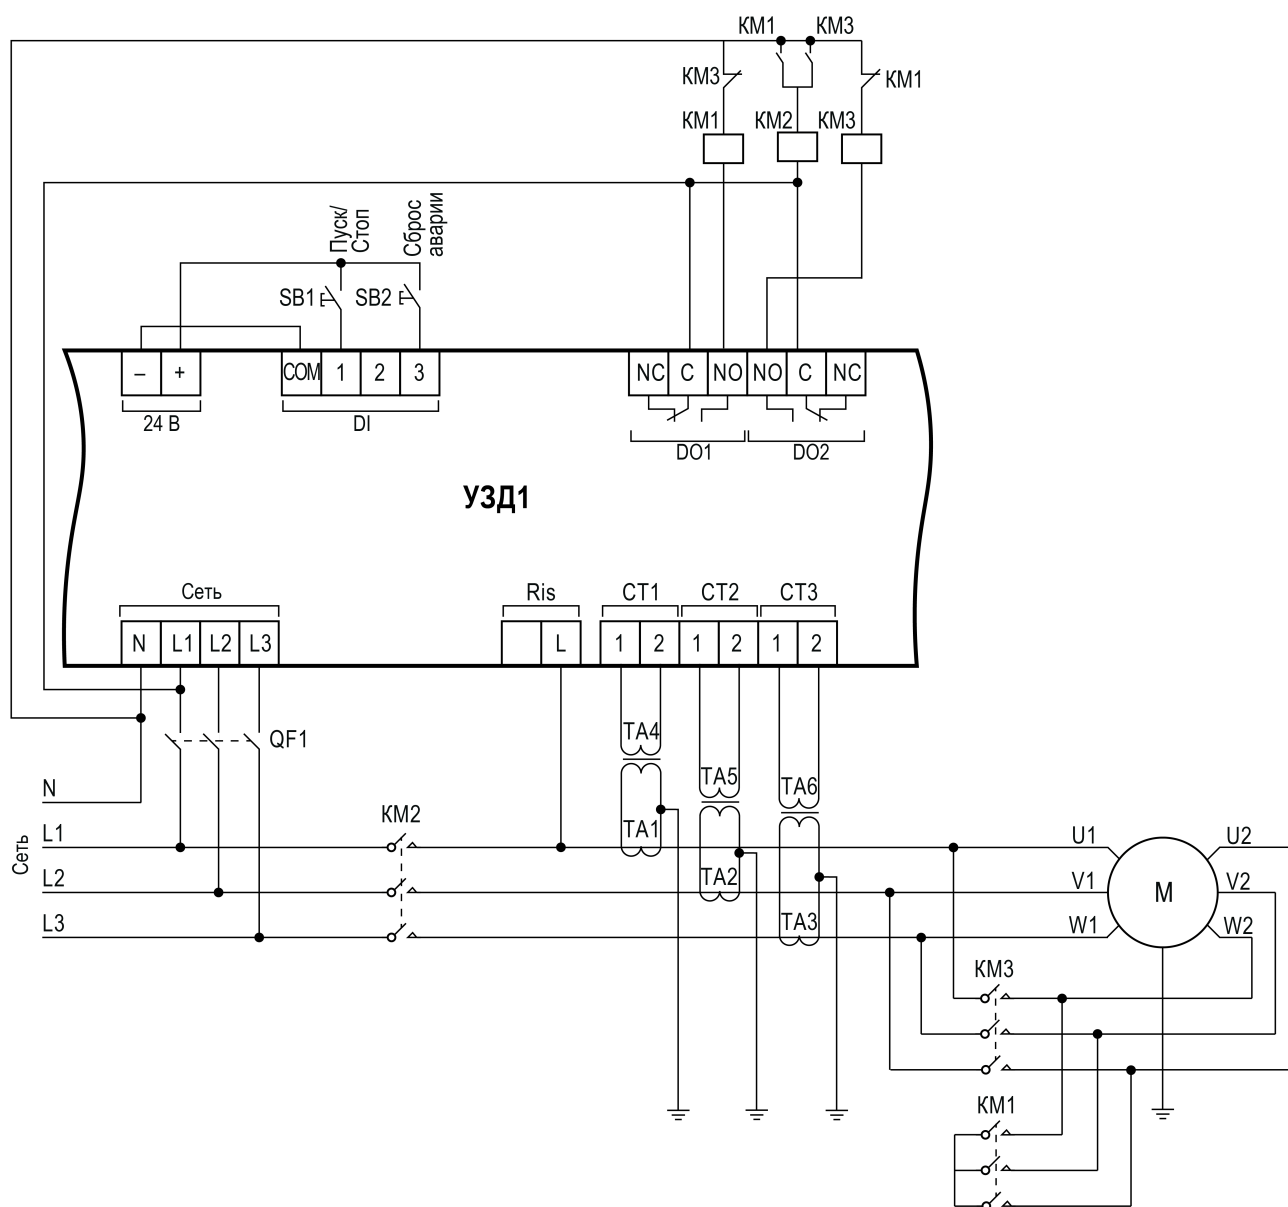 КМ1
КМ3
КМ3
КМ1
КМ1
КМ2
КМ3
Пуск/
Стоп
Сброс
аварии
SB1
SB2
–
+
COM
1
2
3
NC
C
NO
NO
C
NC
24 В
DI
DO1
DO2
УЗД1
Сеть
Ris
CT1
CT2
CT3
N
L1
L2
L3
L
1
2
1
2
1
2
QF1
TA4
TA5
TA6
N
КМ2
TA1
L1
U1
U2
Сеть
L2
TA2
V1
M
V2
L3
TA3
W1
W2
КМ3
КМ1